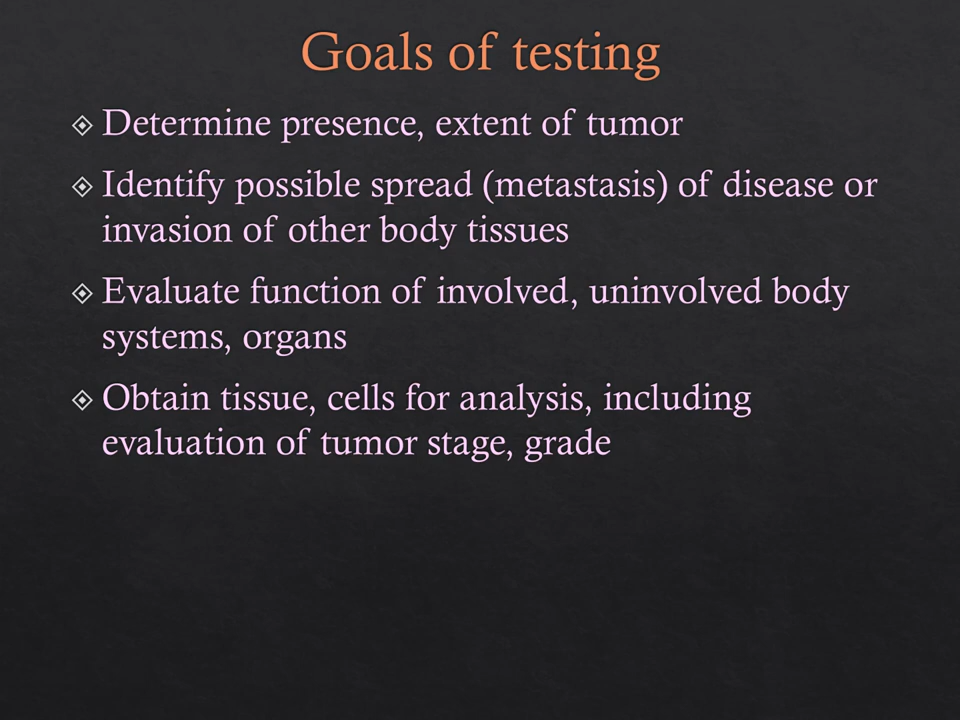 Goals of testing
Determine presence, extent of tumor
Identify possible spread (metastasis) of disease or
invasion of other body tissues
Evaluate function of involved, uninvolved body
systems, organs
Obtain tissue, cells for analysis, including
evaluation of tumor stage, grade